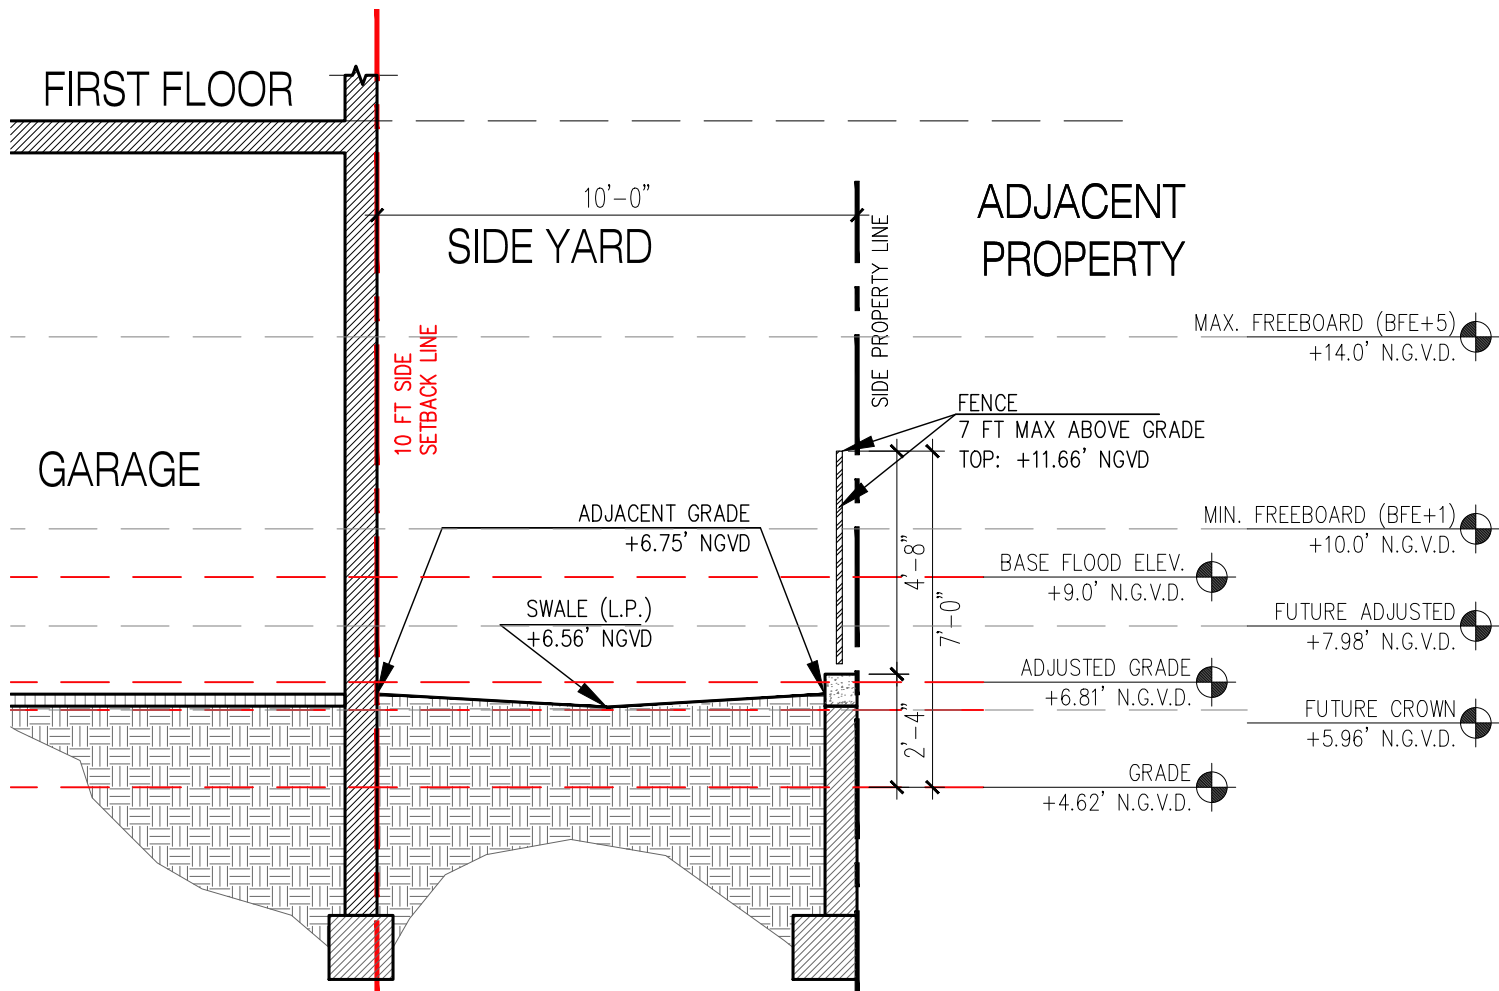 FIRST FLOOR
10'-0"
SIDE YARD
ADJACENT
PROPERTY
SIDE PROPERTY LINE
10 FT SIDE
SETBACK LINE
MAX. FREEBOARD (BFE+5)
+14.0' N.G.V.D.
FENCE
7 FT MAX ABOVE GRADE
TOP: +11.66' NGVD
GARAGE
ADJACENT GRADE
+6.75' NGVD
MIN. FREEBOARD (BFE+1)
+10.0' N.G.V.D.
4'-8"
7'-0"
BASE FLOOD ELEV.
+9.0' N.G.V.D.
SWALE (L.P.)
+6.56' NGVD
FUTURE ADJUSTED
+7.98' N.G.V.D.
ADJUSTED GRADE
+6.81' N.G.V.D.
2'-4"
FUTURE CROWN
+5.96' N.G.V.D.
GRADE
+4.62' N.G.V.D.